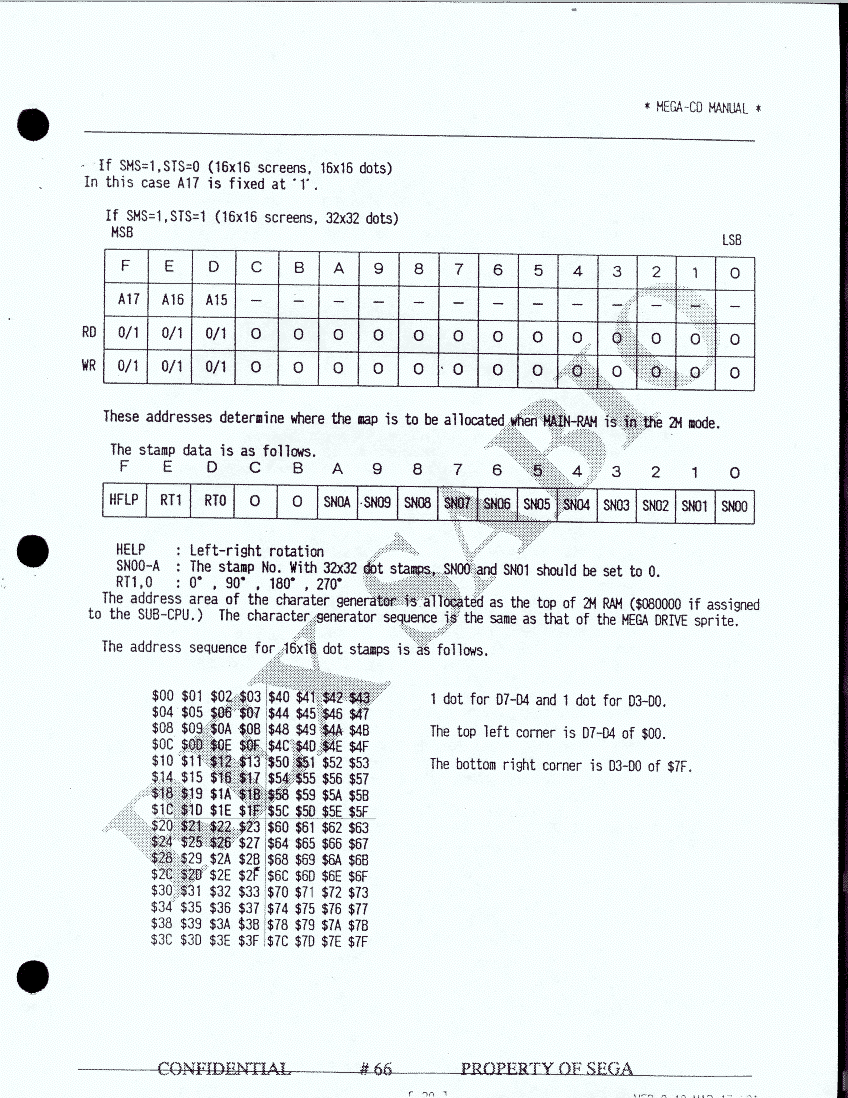 * MEGA-CD MANUAL *
If SMS=1,STS=0 (16x16 screens, 16x16 dots)
In this case A17 is fixed at '1'.
If SMS=1,STS=1 (16x16 screens, 32x32 dots)
MSB LSB
F E D C B A 9 8 7 6 5 4 3 2 1 0
A17 A16 A15 – – – – – – – – – – – – –
RD 0/1 0/1 0/1 0 0 0 0 0 0 0 0 0 0 0 0 0
WR 0/1 0/1 0/1 0 0 0 0 0 0 0 0 0 0 0 0 0
These addresses determine where the map is to be allocated when MAIN-RAM is in the 2M mode.
The stamp data is as follows.
F E D C B A 9 8 7 6 5 4 3 2 1 0
HFLP RT1 RT0 0 0 SN0A SN09 SN08 SN07 SN06 SN05 SN04 SN03 SN02 SN01 SN00
HELP : Left-right rotation
SN00-A : The stamp No. With 32x32 dot stamps, SN00 and SN01 should be set to 0.
RT1,0 : 0° , 90° , 180° , 270°
The address area of the charater generator is allocated as the top of 2M RAM ($080000 if assigned
to the SUB-CPU.) The character generator sequence is the same as that of the MEGA DRIVE sprite.
The address sequence for 16x16 dot stamps is as follows.
$00 $01 $02 $03 $40 $41 $42 $43
$04 $05 $06 $07 $44 $45 $46 $47
$08 $09 $0A $0B $48 $49 $4A $4B
$0C $0D $0E $0F $4C $4D $4E $4F
$10 $11 $12 $13 $50 $51 $52 $53
$14 $15 $16 $17 $54 $55 $56 $57
$18 $19 $1A $1B $58 $59 $5A $5B
$1C $1D $1E $1F $5C $5D $5E $5F
$20 $21 $22 $23 $60 $61 $62 $63
$24 $25 $26 $27 $64 $65 $66 $67
$28 $29 $2A $2B $68 $69 $6A $6B
$2C $2D $2E $2F $6C $6D $6E $6F
$30 $31 $32 $33 $70 $71 $72 $73
$34 $35 $36 $37 $74 $75 $76 $77
$38 $39 $3A $3B $78 $79 $7A $7B
$3C $3D $3E $3F $7C $7D $7E $7F
1 dot for D7-D4 and 1 dot for D3-D0.
The top left corner is D7-D4 of $00.
The bottom right corner is D3-D0 of $7F.
CONFIDENTIAL #66 PROPERTY OF SEGA